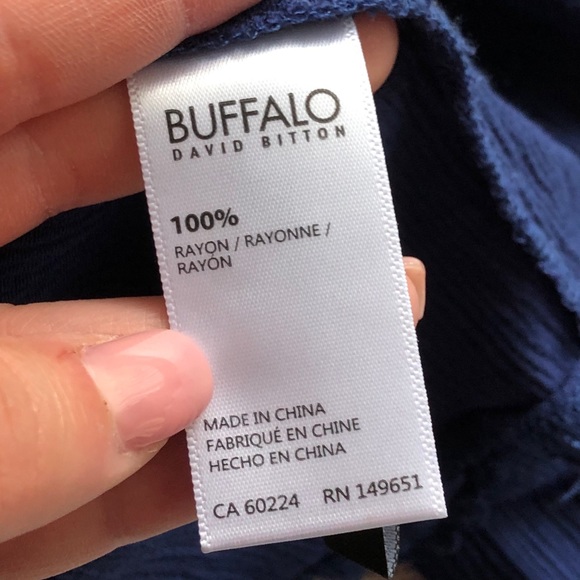 BUFFALO
DAVID BITTON
100%
RAYON / RAYONNE /
RAYÓN
MADE IN CHINA
FABRIQUÉ EN CHINE
HECHO EN CHINA
CA 60224 RN 149651